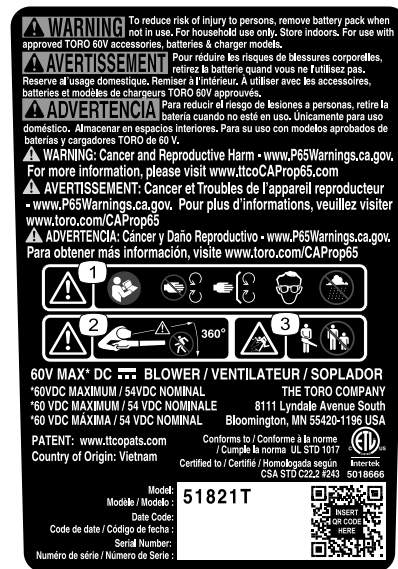 WARNING To reduce risk of injury to persons, remove battery pack when
not in use. For household use only. Store indoors. For use with
approved TORO 60V accessories, batteries & charger models.
AVERTISSEMENT Pour réduire les risques de blessures corporelles,
retirez la batterie quand vous ne l'utilisez pas.
Reserve al'usage domestique. Remiser à l'intérieur. A utiliser avec les accessoires,
batteries et modèles de chargeurs TORO 60V approuvés.
ADVERTENCIA Para reducir el riesgo de lesiones a personas, retire la
batería cuando no esté en uso. Únicamente para uso
doméstico. Almacenar en espacios interiores. Para su uso con modelos aprobados de
baterías y cargadores TORO de 60 V.
WARNING: Cancer and Reproductive Harm - www.P65Warnings.ca.gov.
For more information, please visit www.ttcoCAProp65.com
AVERTISSEMENT: Cancer et Troubles de l'appareil reproducteur
- www.P65Warnings.ca.gov. Pour plus d'informations, veuillez visiter
www.toro.com/CAProp65
ADVERTENCIA: Cáncer y Daño Reproductivo - www.P65Warnings.ca.gov.
Para obtener más información, visite www.toro.com/CAProp65
1
2
360°
3
60V MAX* DC BLOWER / VENTILATEUR / SOPLADOR
*60VDC MAXIMUM / 54VDC NOMINAL
*60 VDC MAXIMUM / 54 VDC NOMINALE
*60 VDC MÁXIMA / 54 VDC NOMINAL
THE TORO COMPANY
8111 Lyndale Avenue South
Bloomington, MN 55420-1196 USA
PATENT: www.ttcopats.com
Country of Origin: Vietnam
Conforms to / Conforme à la norme
/ Cumple la norma UL STD 1017
Certified to / Certifié / Homologada según
CSA STD C22.2 #243
C ETL US
Intertek
5018666
Model:
Modèle / Modelo :
51821T
Date Code:
Code de date / Código de fecha :
Serial Number:
Numéro de série / Número de Serie :
INSERT
QR CODE
HERE